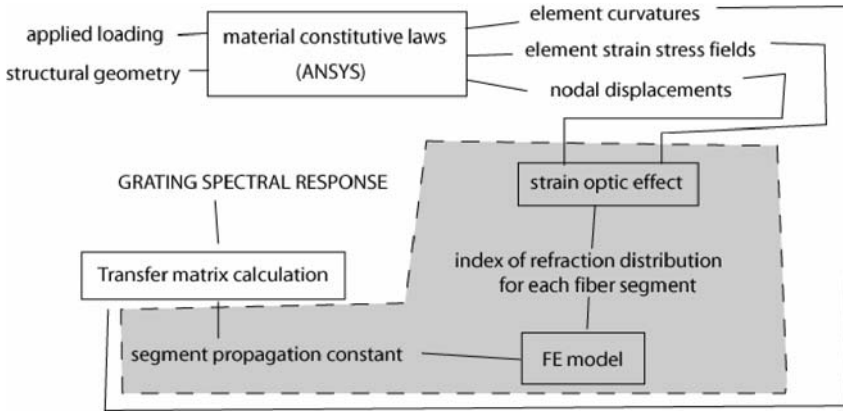 element curvatures
applied loading
material constitutive laws
(ANSYS)
element strain stress fields
structural geometry
nodal displacements
GRATING SPECTRAL RESPONSE
strain optic effect
Transfer matrix calculation
index of refraction distribution
for each fiber segment
segment propagation constant
FE model